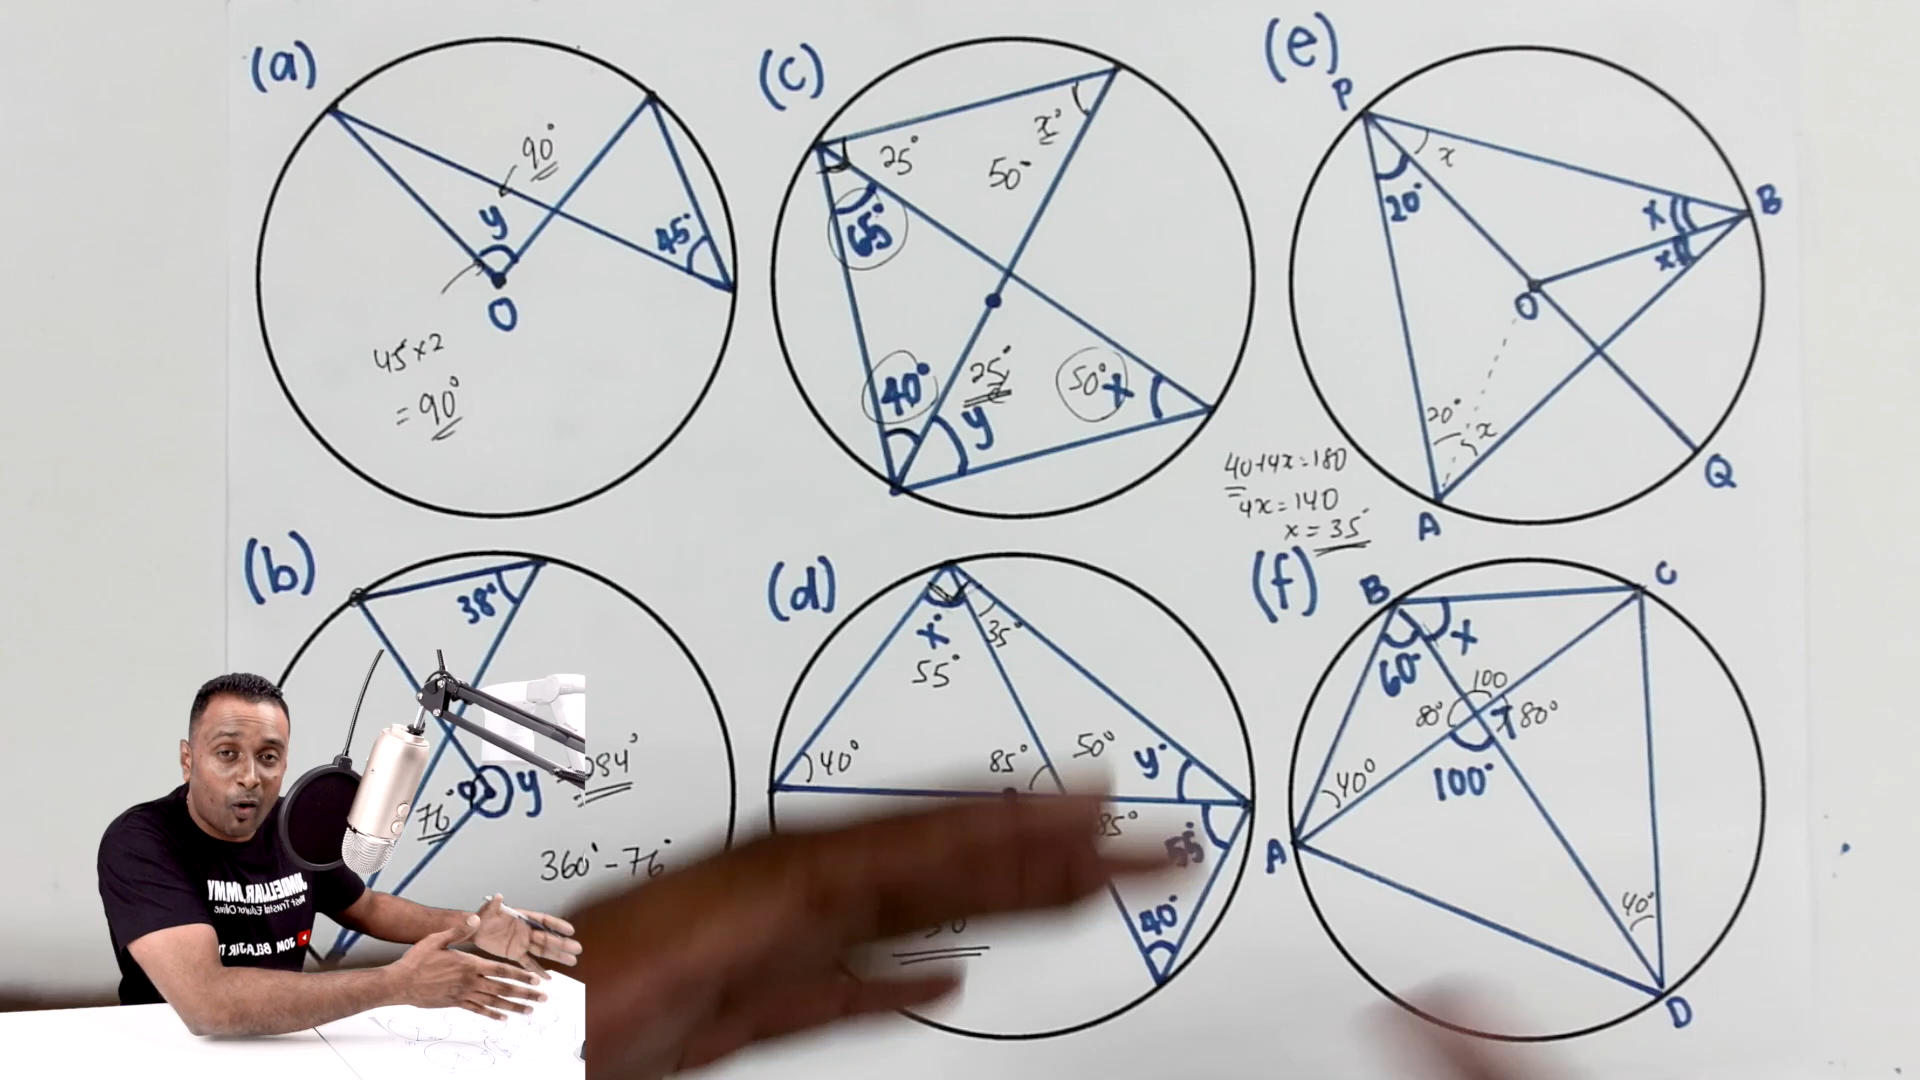 (a)
90°
y
45°
O
45×2
= 90°
(b)
38°
76°
O
y
284°
360°-76°
(c)
x°
25°
50°
65°
40°
25°
y
50°
x
(d)
x°
35°
55°
40°
85°
50°
y°
85°
55°
40°
(e)
P
x
20°
x
B
x
O
20°
x
A
Q
40+4x=180
4x=140
x=35°
(f)
B
C
x
60°
100
80°
T
80°
100°
40°
A
40°
D